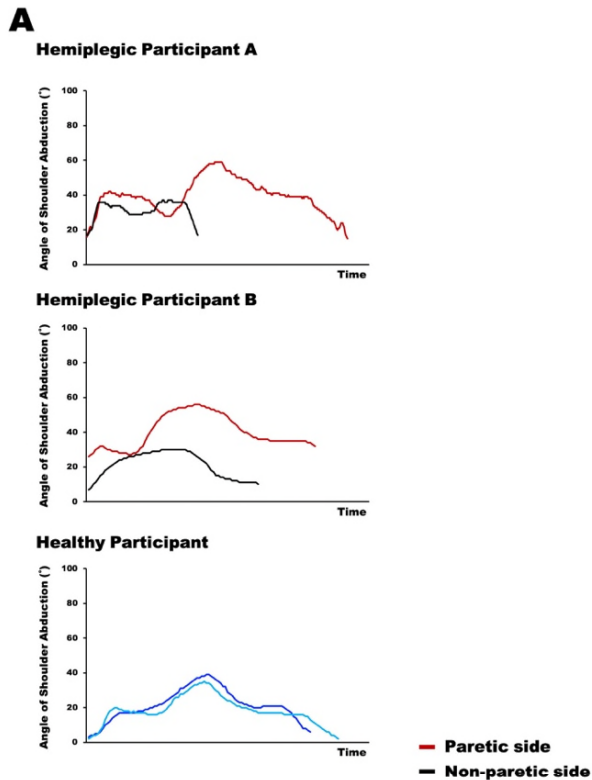 A
Hemiplegic Participant A
Angle of Shoulder Abduction (°)
100
80
60
40
20
0
Time
Hemiplegic Participant B
Angle of Shoulder Abduction (°)
100
80
60
40
20
0
Time
Healthy Participant
Angle of Shoulder Abduction (°)
100
80
60
40
20
0
Time
Paretic side
Non-paretic side